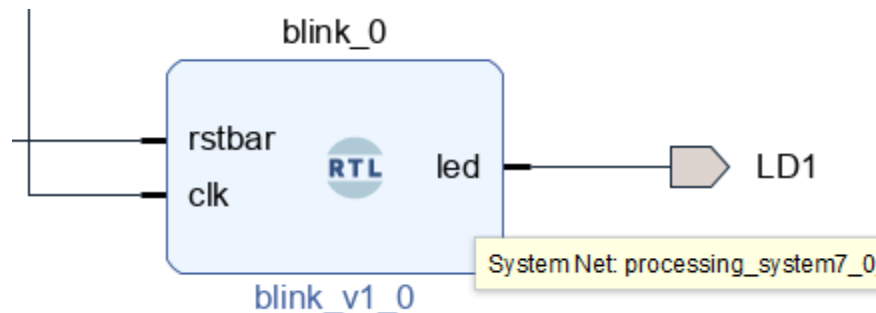 blink_0
rstbar
RTL
led
LD1
clk
System Net: processing_system7_0
blink_v1_0